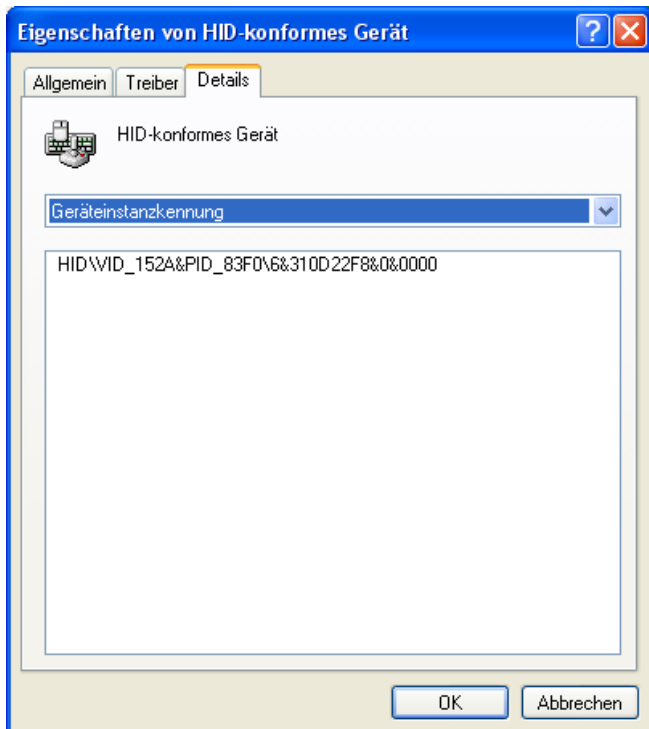 Eigenschaften von HID-konformes Gerät
Allgemein Treiber Details
HID-konformes Gerät
Geräteinstanzkennung
HID\VID_152A&PID_83F0\6&310D22F8&0&0000
OK Abbrechen